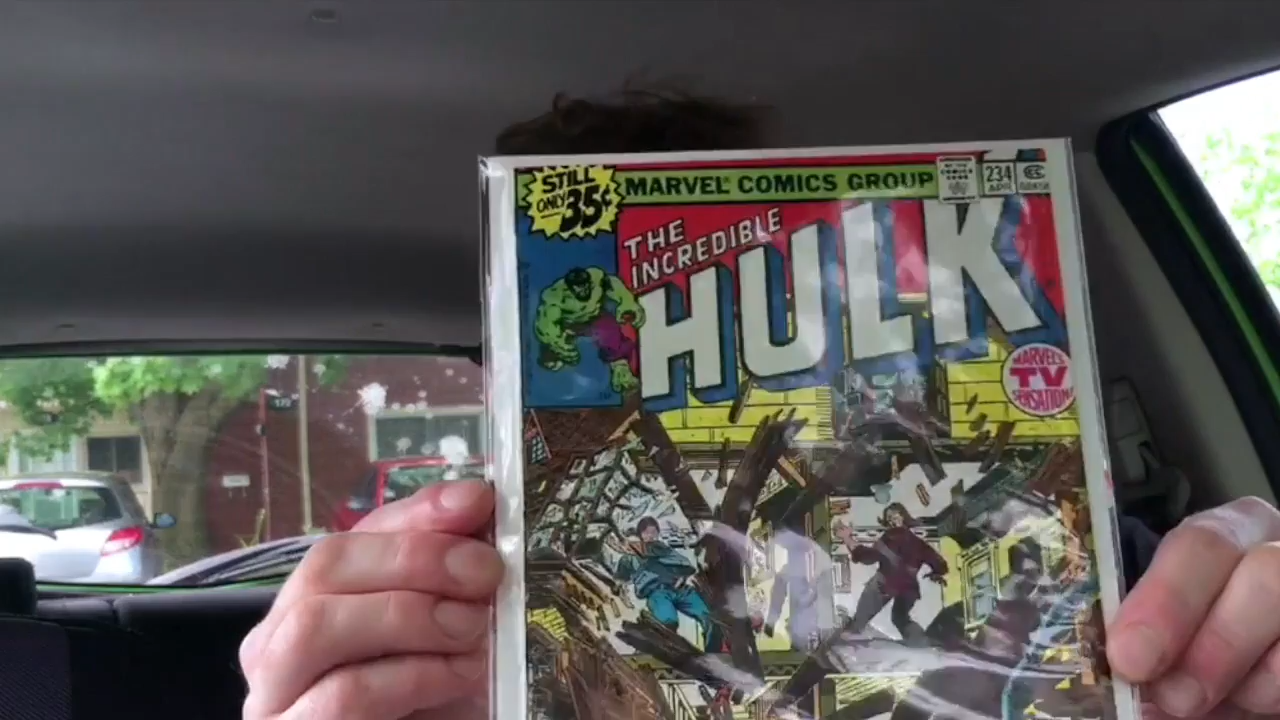 STILL
ONLY 35¢
MARVEL COMICS GROUP
234
APR
THE
INCREDIBLE
HULK
MARVEL'S
TV
SENSATION!